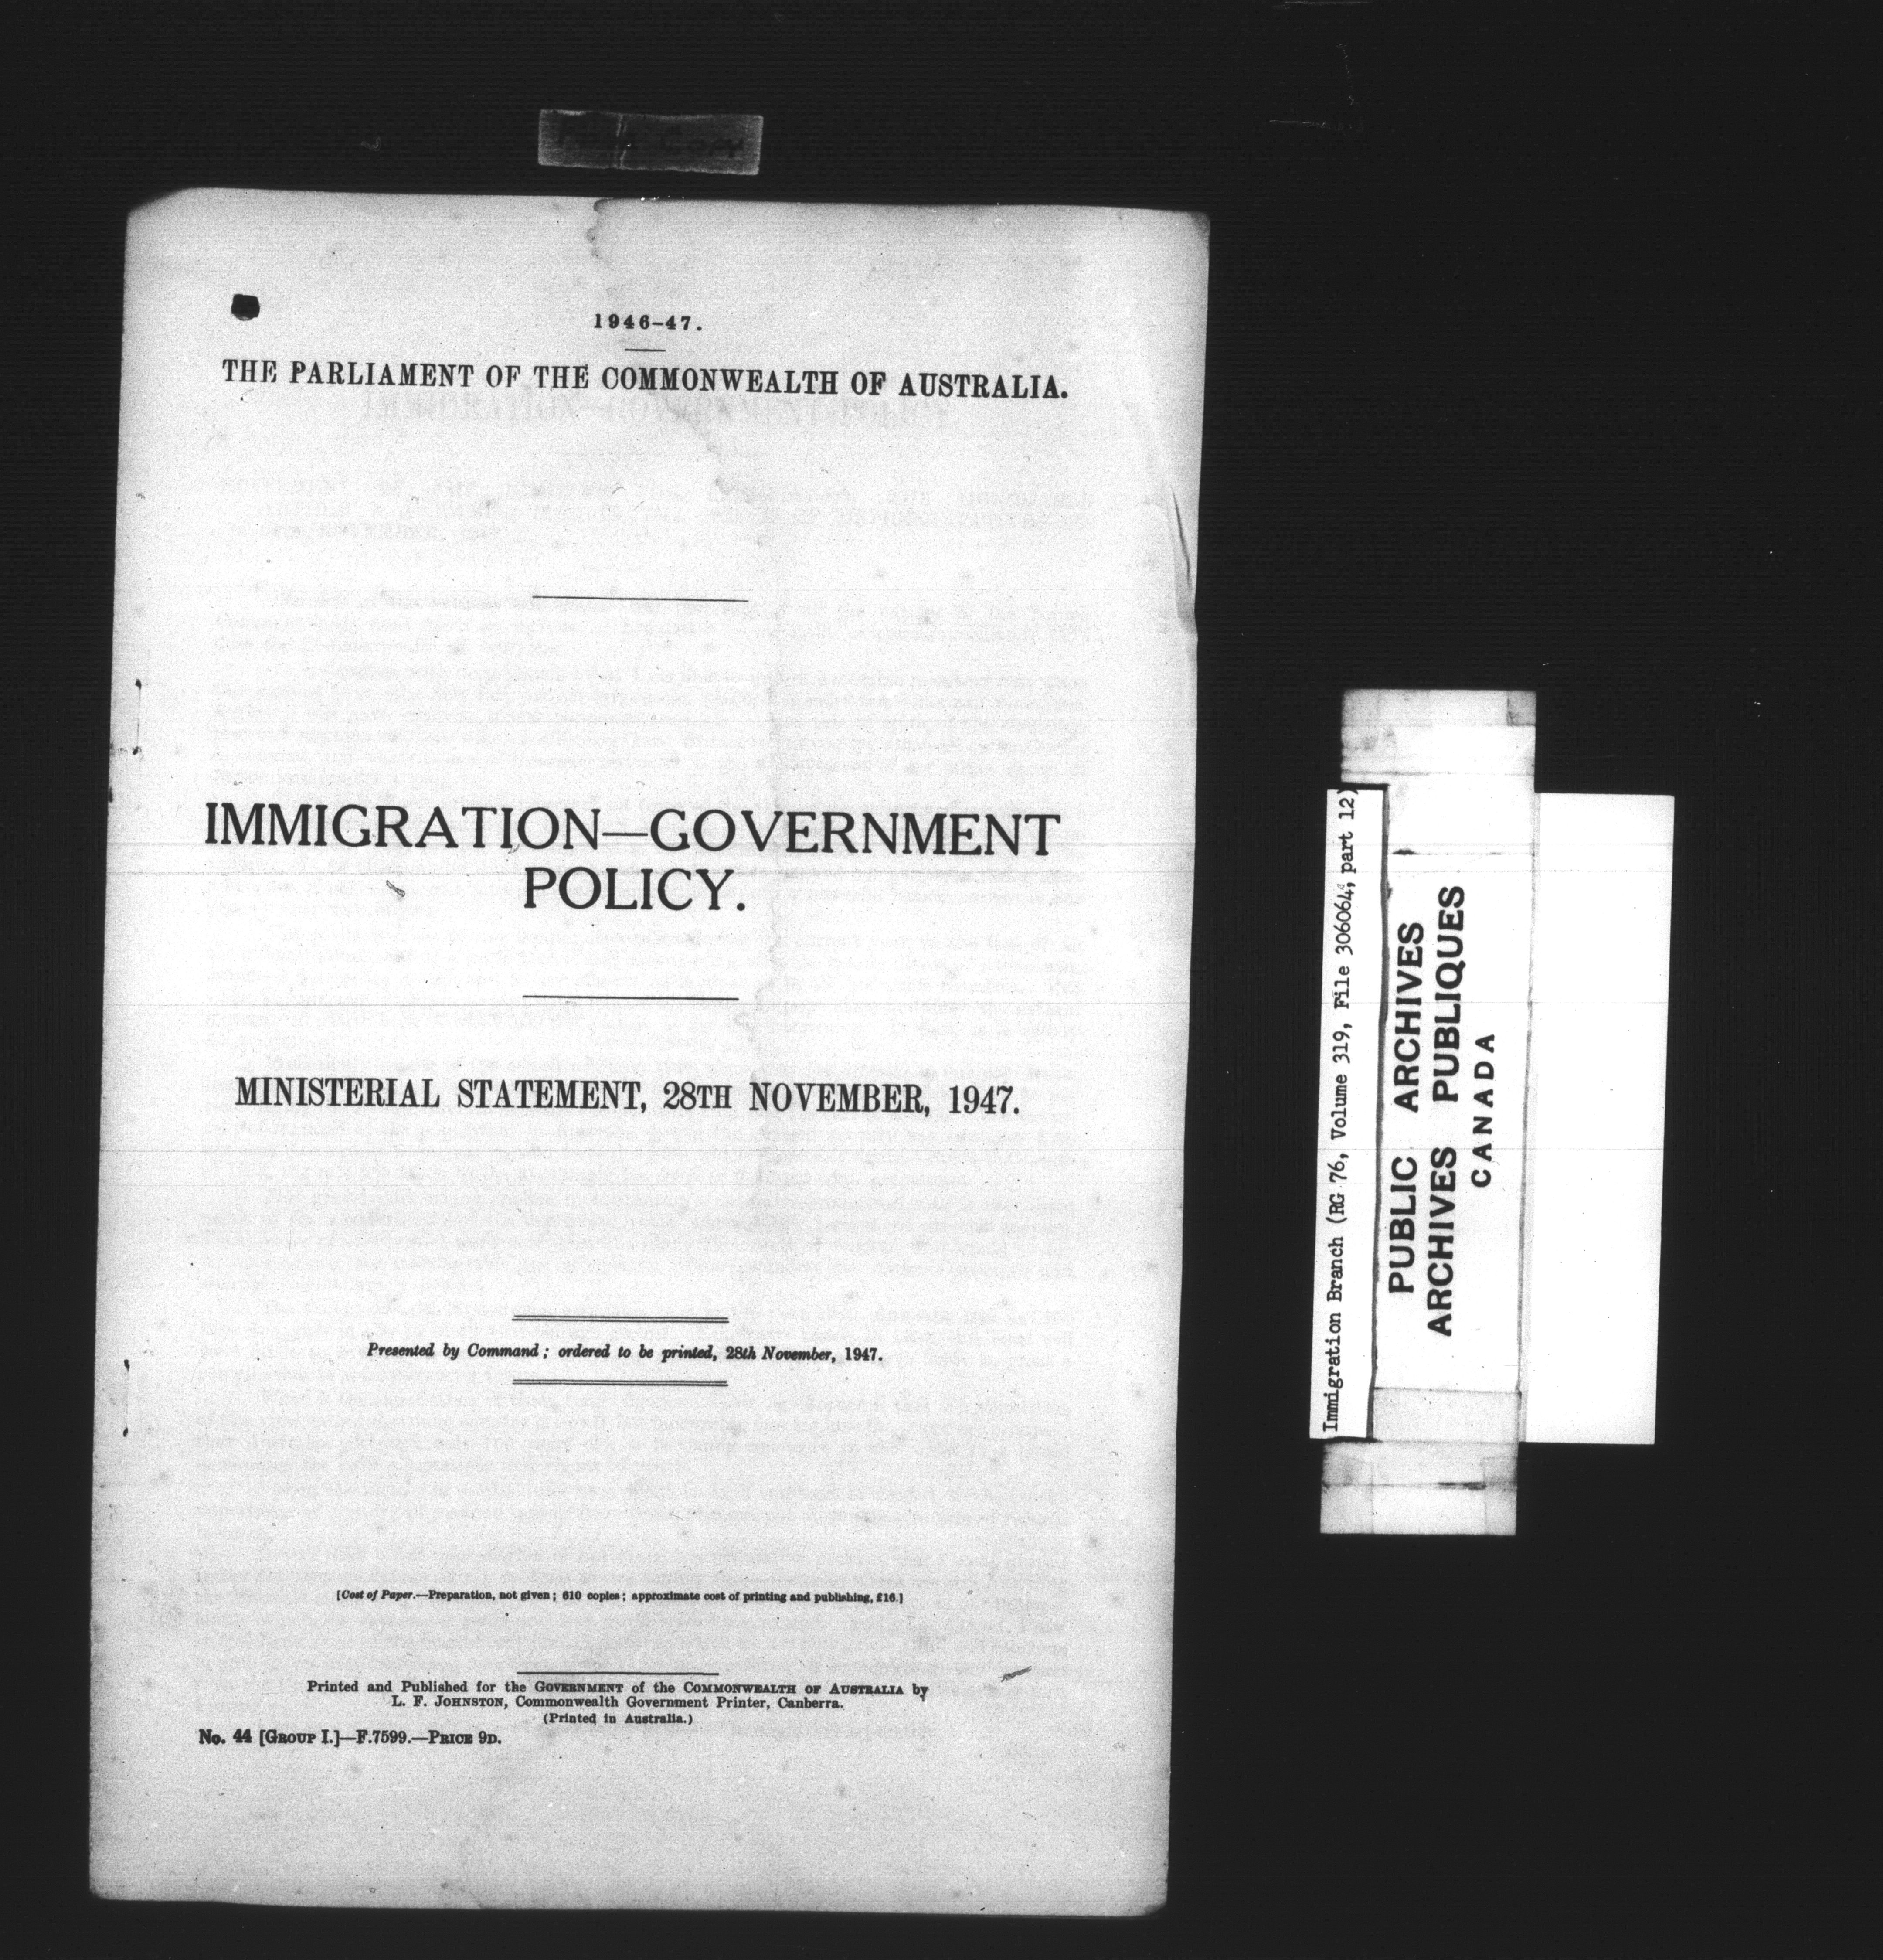 Copy
1946–47.
THE PARLIAMENT OF THE COMMONWEALTH OF AUSTRALIA.
IMMIGRATION—GOVERNMENT
POLICY.
MINISTERIAL STATEMENT, 28TH NOVEMBER, 1947.
Presented by Command; ordered to be printed, 28th November, 1947.
[Cost of Paper.—Preparation, not given; 610 copies; approximate cost of printing and publishing, £16.]
Printed and Published for the GOVERNMENT of the COMMONWEALTH OF AUSTRALIA by
L. F. JOHNSTON, Commonwealth Government Printer, Canberra.
(Printed in Australia.)
No. 44 [GROUP I.]—F.7599.—PRICE 9D.
Immigration Branch (RG 76, Volume 319, File 306064, part 12)
PUBLIC ARCHIVES
ARCHIVES PUBLIQUES
CANADA